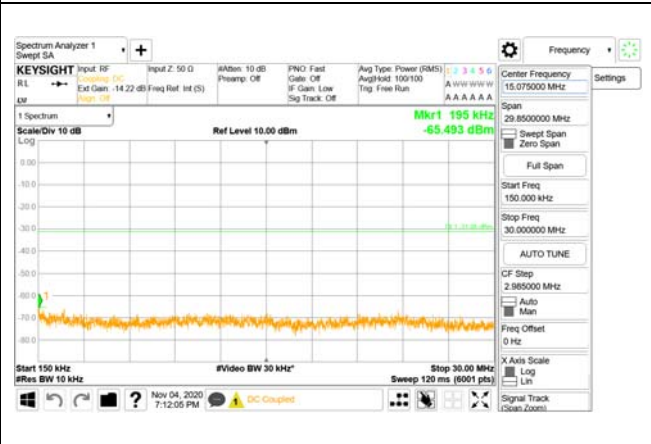 Spectrum Analyzer 1
Swept SA
+
Frequency
KEYSIGHT Input: RF Input Z: 50 Ω #Atten: 10 dB PNO: Fast Avg Type: Power (RMS) 1 2 3 4 5 6
R L Coupling: DC Preamp: Off Gate: Off Avg|Hold: 100/100 A W W W W W
Ext Gain: -14.22 dB Freq Ref: Int (S) IF Gain: Low Trig: Free Run
Align: Off Sig Track: Off A A A A A A
1 Spectrum
Mkr1 195 kHz
Scale/Div 10 dB Ref Level 10.00 dBm -65.493 dBm
Log
0.00
-10.0
-20.0
-30.0
-40.0
-50.0
-60.0
1
-70.0
-80.0
Start 150 kHz #Video BW 30 kHz* Stop 30.00 MHz
#Res BW 10 kHz Sweep 120 ms (6001 pts)
? Nov 04, 2020
7:12:05 PM
1 DC Coupled
Center Frequency
15.075000 MHz
Settings
Span
29.8500000 MHz
Swept Span
Zero Span
Full Span
Start Freq
150.000 kHz
Stop Freq
30.000000 MHz
AUTO TUNE
CF Step
2.985000 MHz
Auto
Man
Freq Offset
0 Hz
X Axis Scale
Log
Lin
Signal Track
(Span Zoom)